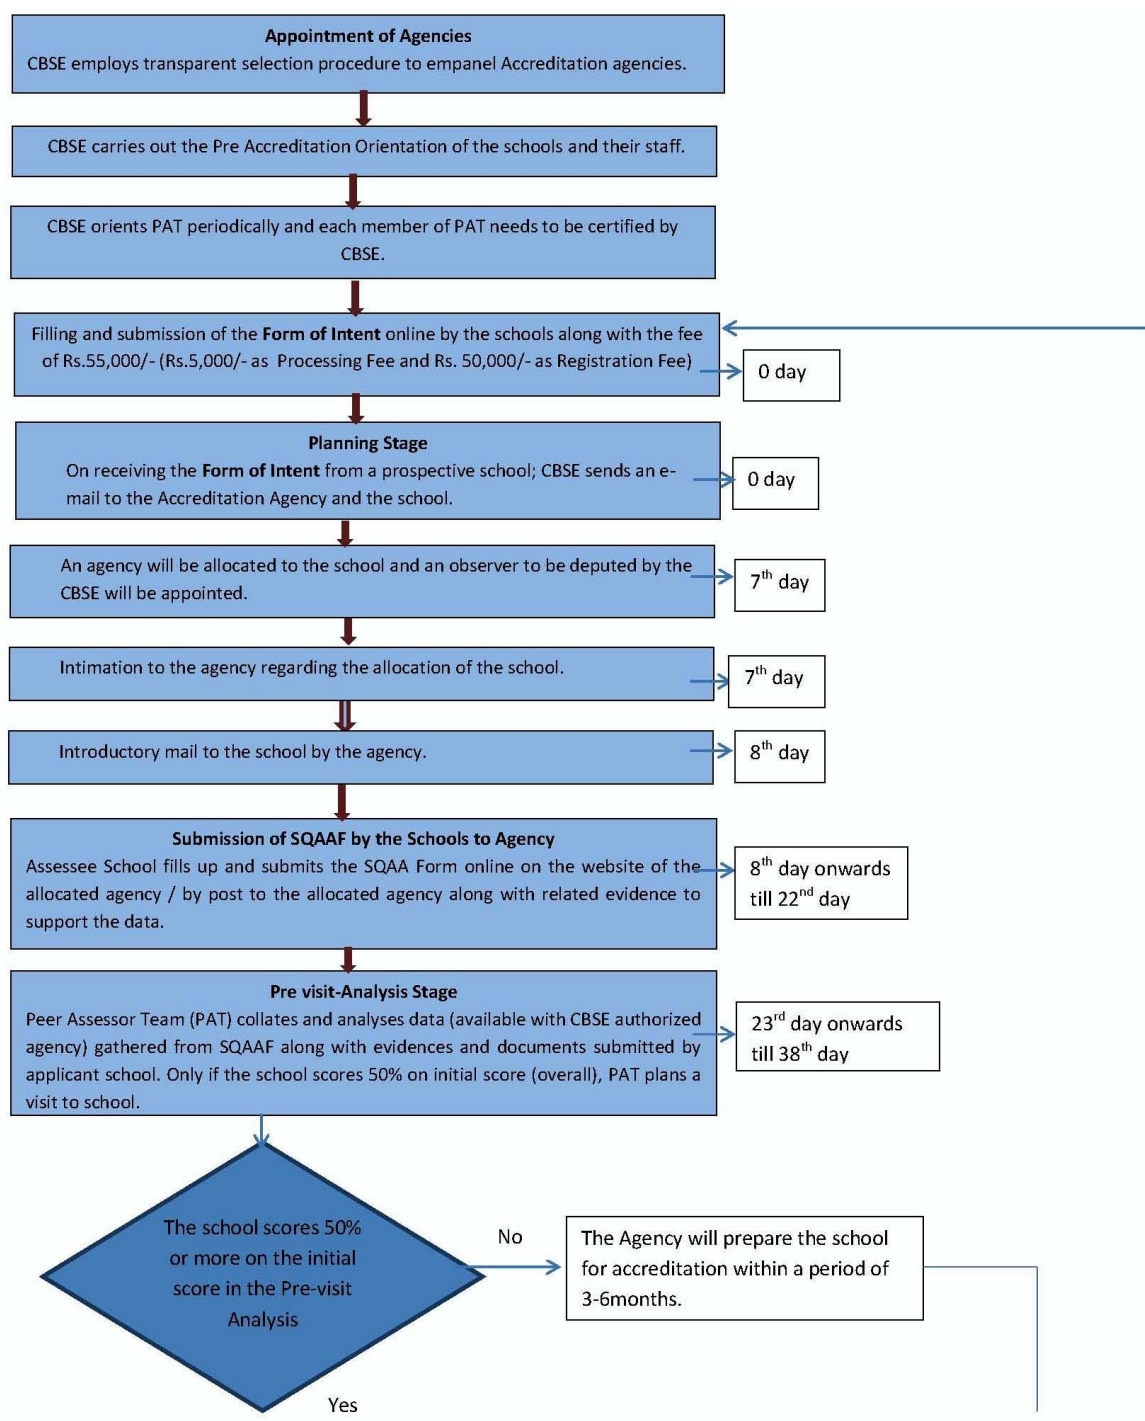 Appointment of Agencies
CBSE employs transparent selection procedure to empanel Accreditation agencies.
CBSE carries out the Pre Accreditation Orientation of the schools and their staff.
CBSE orients PAT periodically and each member of PAT needs to be certified by
CBSE.
Filling and submission of the Form of Intent online by the schools along with the fee
of Rs.55,000/- (Rs.5,000/- as Processing Fee and Rs. 50,000/- as Registration Fee)
0 day
Planning Stage
On receiving the Form of Intent from a prospective school; CBSE sends an e-
mail to the Accreditation Agency and the school.
0 day
An agency will be allocated to the school and an observer to be deputed by the
CBSE will be appointed.
7th day
Intimation to the agency regarding the allocation of the school.
7th day
Introductory mail to the school by the agency.
8th day
Submission of SQAAF by the Schools to Agency
Assessee School fills up and submits the SQAA Form online on the website of the
allocated agency / by post to the allocated agency along with related evidence to
support the data.
8th day onwards
till 22nd day
Pre visit-Analysis Stage
Peer Assessor Team (PAT) collates and analyses data (available with CBSE authorized
agency) gathered from SQAAF along with evidences and documents submitted by
applicant school. Only if the school scores 50% on initial score (overall), PAT plans a
visit to school.
23rd day onwards
till 38th day
The school scores 50%
or more on the initial
score in the Pre-visit
Analysis
No
The Agency will prepare the school
for accreditation within a period of
3-6months.
Yes